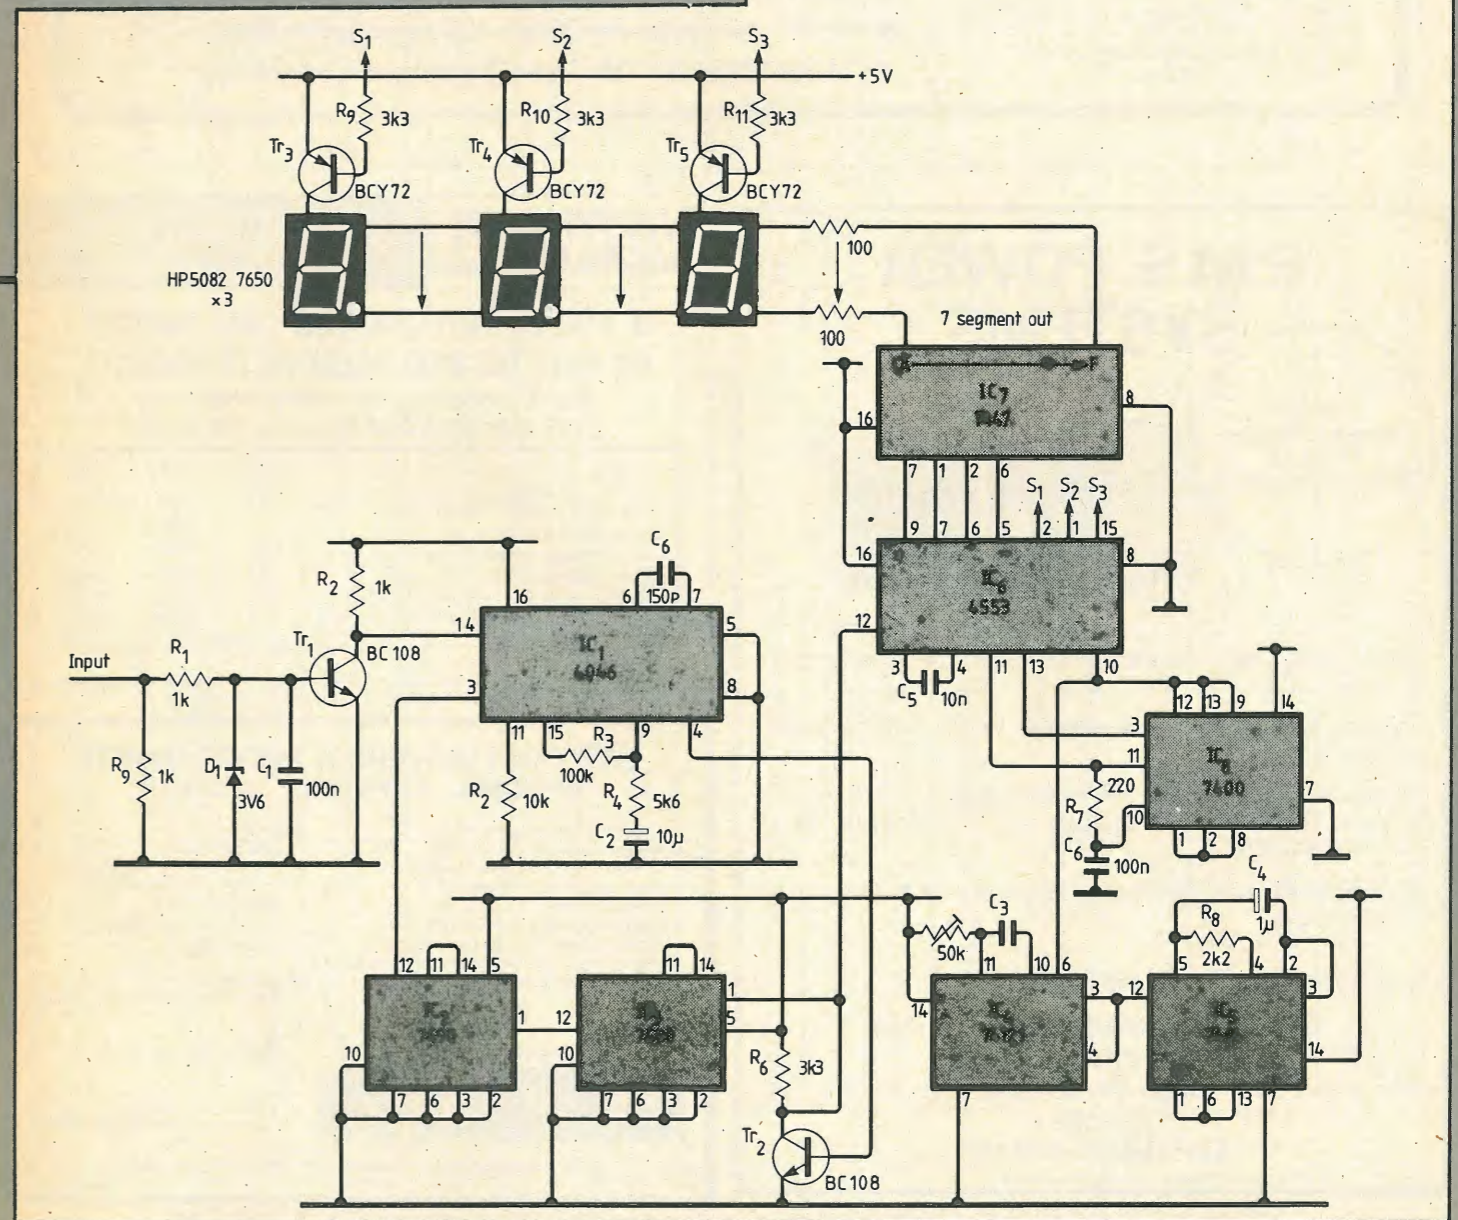 S1 S2 S3
+5V
R9 3k3 R10 3k3 R11 3k3
Tr3 Tr4 Tr5
BCY72 BCY72 BCY72
HP5082 7650
×3
100
100
7 segment out
F
IC7
16 8
7 1 2 6
S1 S2 S3
9 7 6 5 2 1 15
16 8
IC6
4553
12
3 4 11 13 10
C5 10n
C6
150p
6 7
R2 1k
16
14 5
Tr1 BC108
IC1
4046
3 8
11 15 9 4
Input
R1
1k
R9 1k
D1
3V6
C1
100n
R3
100k
R2 10k
R4 5k6
C2 10µ
12 13 9 14
3
11
IC8
7400
10 7
1 2 8
220
R7
C6
100n
12 11 14 5
1
10
7 6 3 2
11 14
1
12 5
10
7 6 3 2
R6 3k3
Tr2
BC108
50k
C3
11 10 6
14 3
4
7
C4
1µ
R8
2k2
5 4 2
12 3
14
1 6 13 7